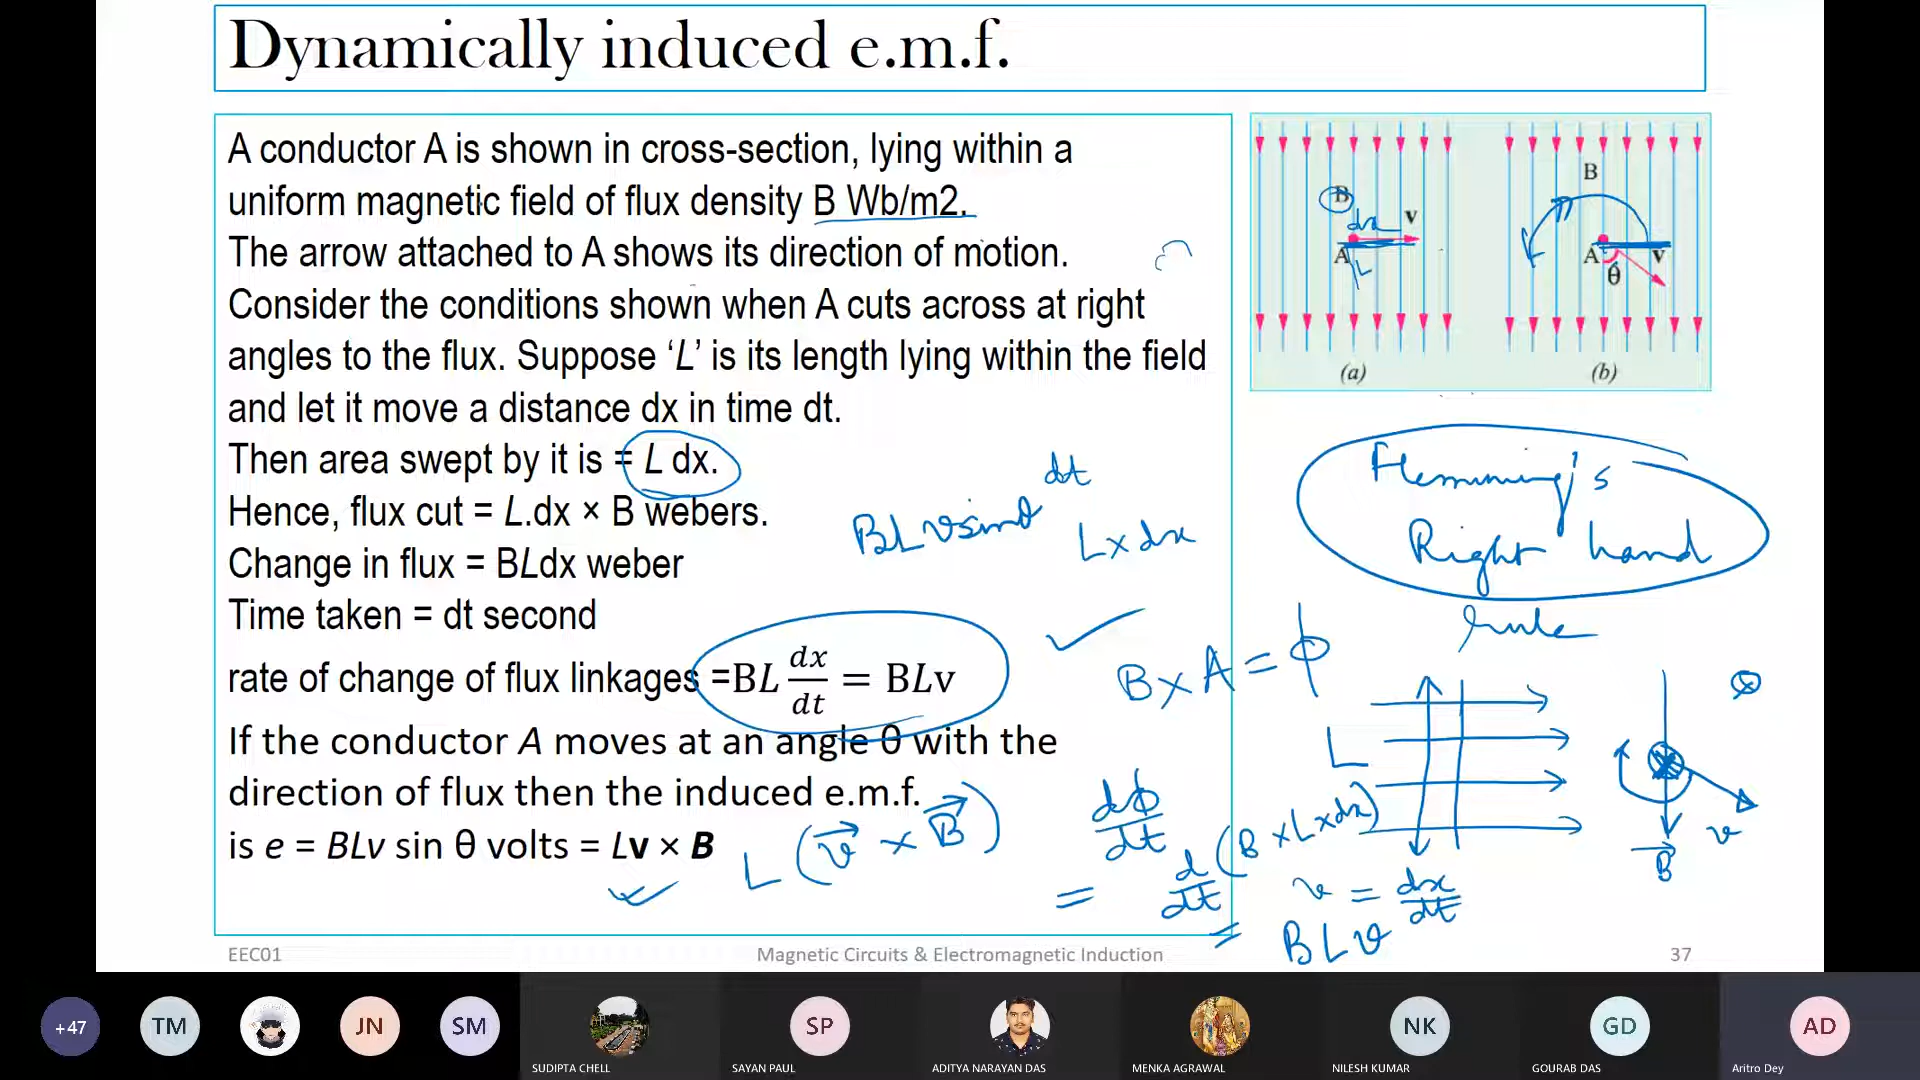 Dynamically induced e.m.f.
A conductor A is shown in cross-section, lying within a
uniform magnetic field of flux density B Wb/m2.
The arrow attached to A shows its direction of motion.
Consider the conditions shown when A cuts across at right
angles to the flux. Suppose ‘L’ is its length lying within the field
and let it move a distance dx in time dt.
Then area swept by it is = L dx.
Hence, flux cut = L.dx × B webers.
Change in flux = BLdx weber
Time taken = dt second
rate of change of flux linkages =BL dx/dt = BLv
If the conductor A moves at an angle θ with the
direction of flux then the induced e.m.f.
is e = BLv sin θ volts = Lv × B
L (v × B)
dt
BLv sinθ
L x dx
B
dx
v
A
L
(a)
B
A
v
θ
(b)
Flemming's
Right hand
rule
B x A = ϕ
L
dϕ/dt
= d/dt (B x L x dx)
v = dx/dt
= BLv
B
v
EEC01
Magnetic Circuits & Electromagnetic Induction
37
+47
TM
JN
SM
SUDIPTA CHELL
SP
SAYAN PAUL
ADITYA NARAYAN DAS
MENKA AGRAWAL
NK
NILESH KUMAR
GD
GOURAB DAS
AD
Aritro Dey